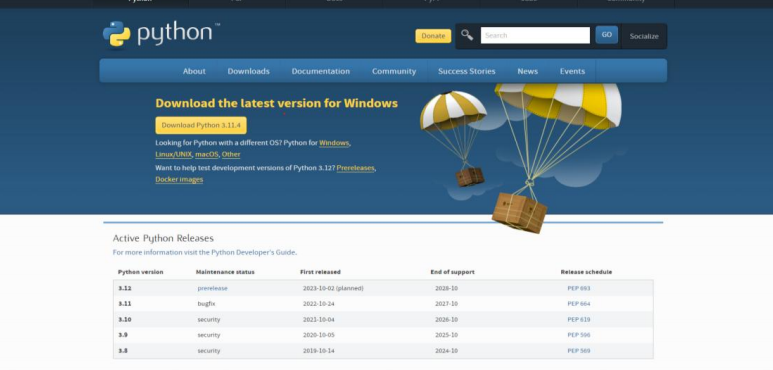 Python
python™
Donate
Search
GO
Socialize
About Downloads Documentation Community Success Stories News Events
Download the latest version for Windows
Download Python 3.11.4
Looking for Python with a different OS? Python for Windows,
Linux/UNIX, macOS, Other
Want to help test development versions of Python 3.12? Prereleases,
Docker images
Active Python Releases
For more information visit the Python Developer's Guide.
Python version Maintenance status First released End of support Release schedule
3.12 prerelease 2023-10-02 (planned) 2028-10 PEP 693
3.11 bugfix 2022-10-24 2027-10 PEP 664
3.10 security 2021-10-04 2026-10 PEP 619
3.9 security 2020-10-05 2025-10 PEP 596
3.8 security 2019-10-14 2024-10 PEP 569